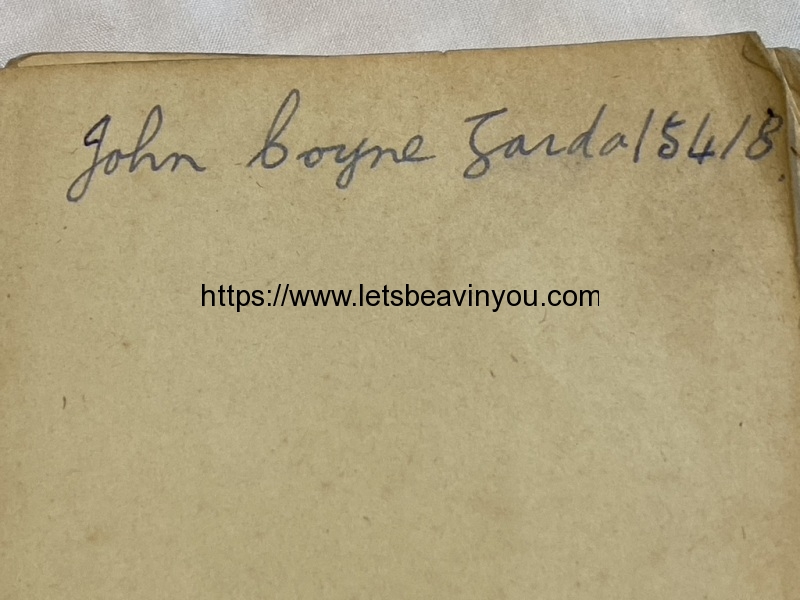 John Coyne Garda 15418
https://www.letsbeavinyou.com